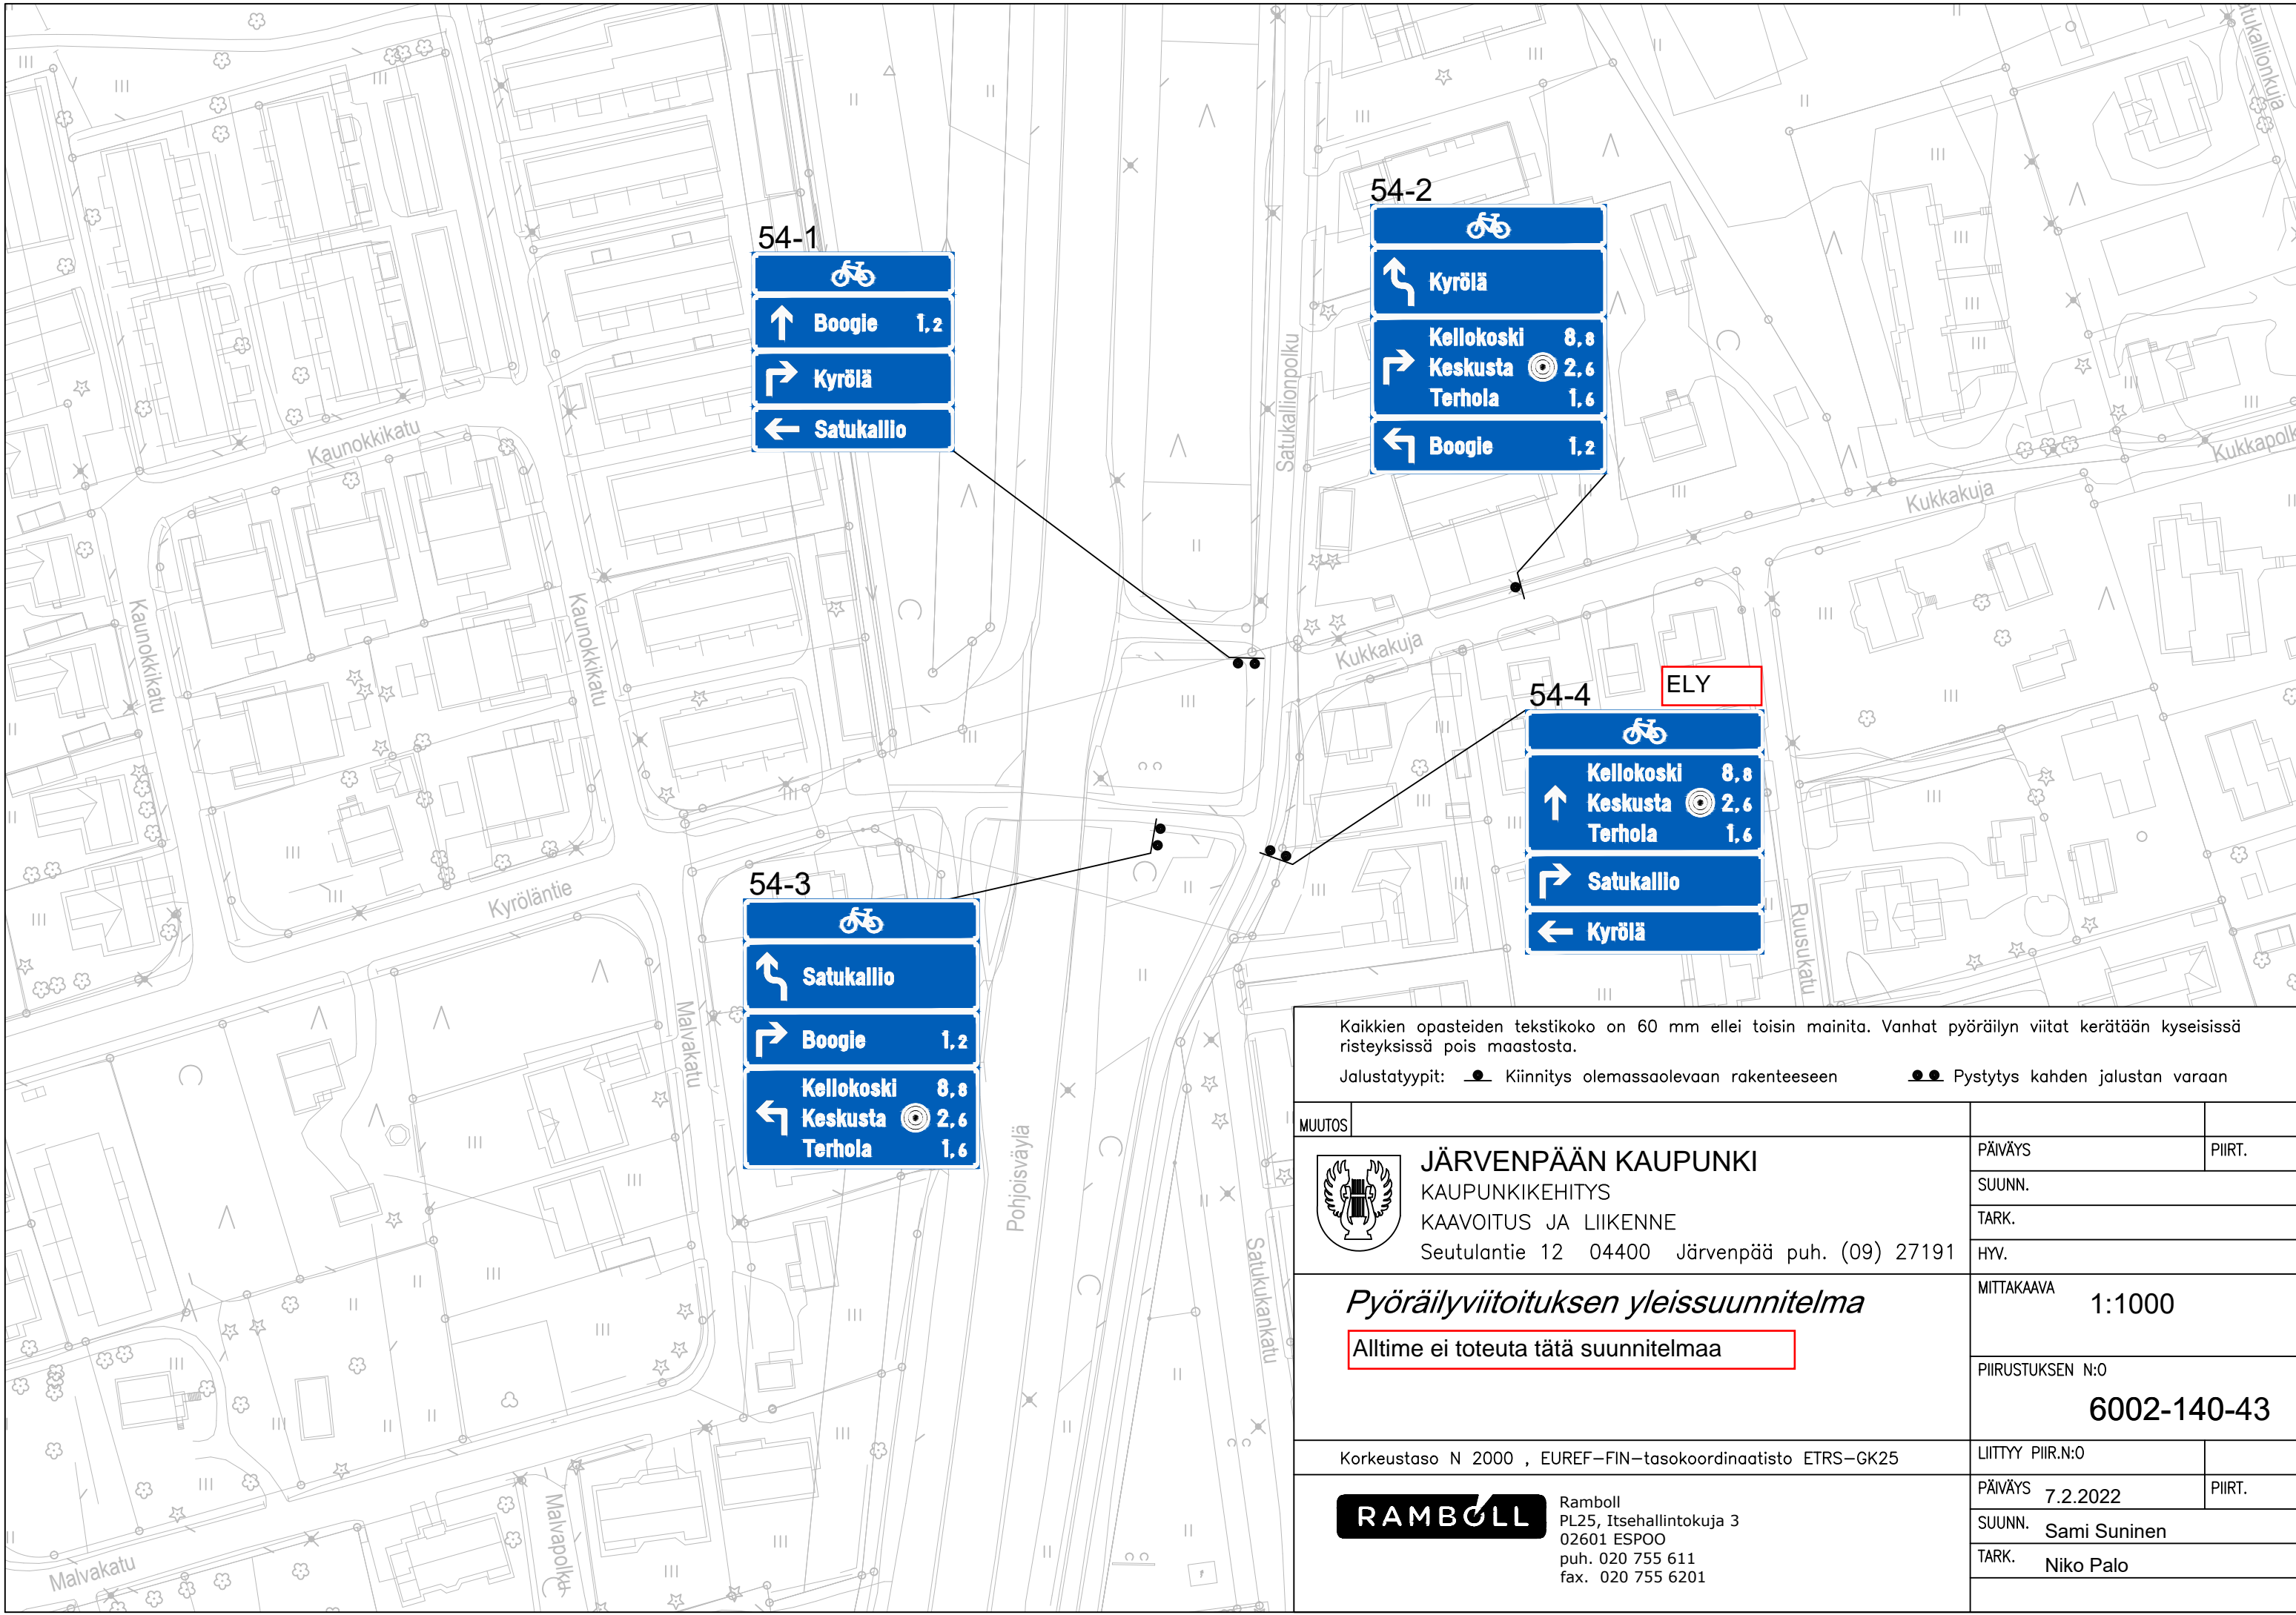 54-1
Boogie 1,2
Kyrölä
Satukallio
54-2
Kyrölä
Kellokoski 8,8
Keskusta 2,6
Terhola 1,6
Boogie 1,2
54-3
Satukallio
Boogie 1,2
Kellokoski 8,8
Keskusta 2,6
Terhola 1,6
54-4
ELY
Kellokoski 8,8
Keskusta 2,6
Terhola 1,6
Satukallio
Kyrölä
Kaunokkikatu
Kaunokkikatu
Kaunokkikatu
Kyröläntie
Malvakatu
Malvakatu
Malvapolku
Pohjoisväylä
Satukallionpolku
Satukallionkuja
Kukkakuja
Kukkakuja
Kukkapolk
Ruusukatu
Satukankatu
Kaikkien opasteiden tekstikoko on 60 mm ellei toisin mainita. Vanhat pyöräilyn viitat kerätään kyseisissä
risteyksissä pois maastosta.
Jalustatyypit: Kiinnitys olemassaolevaan rakenteeseen Pystytys kahden jalustan varaan
MUUTOS
JÄRVENPÄÄN KAUPUNKI
KAUPUNKIKEHITYS
KAAVOITUS JA LIIKENNE
Seutulantie 12 04400 Järvenpää puh. (09) 27191
PÄIVÄYS PIIRT.
SUUNN.
TARK.
HYV.
Pyöräilyviitoituksen yleissuunnitelma
Alltime ei toteuta tätä suunnitelmaa
MITTAKAAVA
1:1000
PIIRUSTUKSEN N:O
6002-140-43
Korkeustaso N 2000 , EUREF-FIN-tasokoordinaatisto ETRS-GK25
LIITTYY PIIR.N:O
RAMBOLL
Ramboll
PL25, Itsehallintokuja 3
02601 ESPOO
puh. 020 755 611
fax. 020 755 6201
PÄIVÄYS 7.2.2022 PIIRT.
SUUNN. Sami Suninen
TARK. Niko Palo